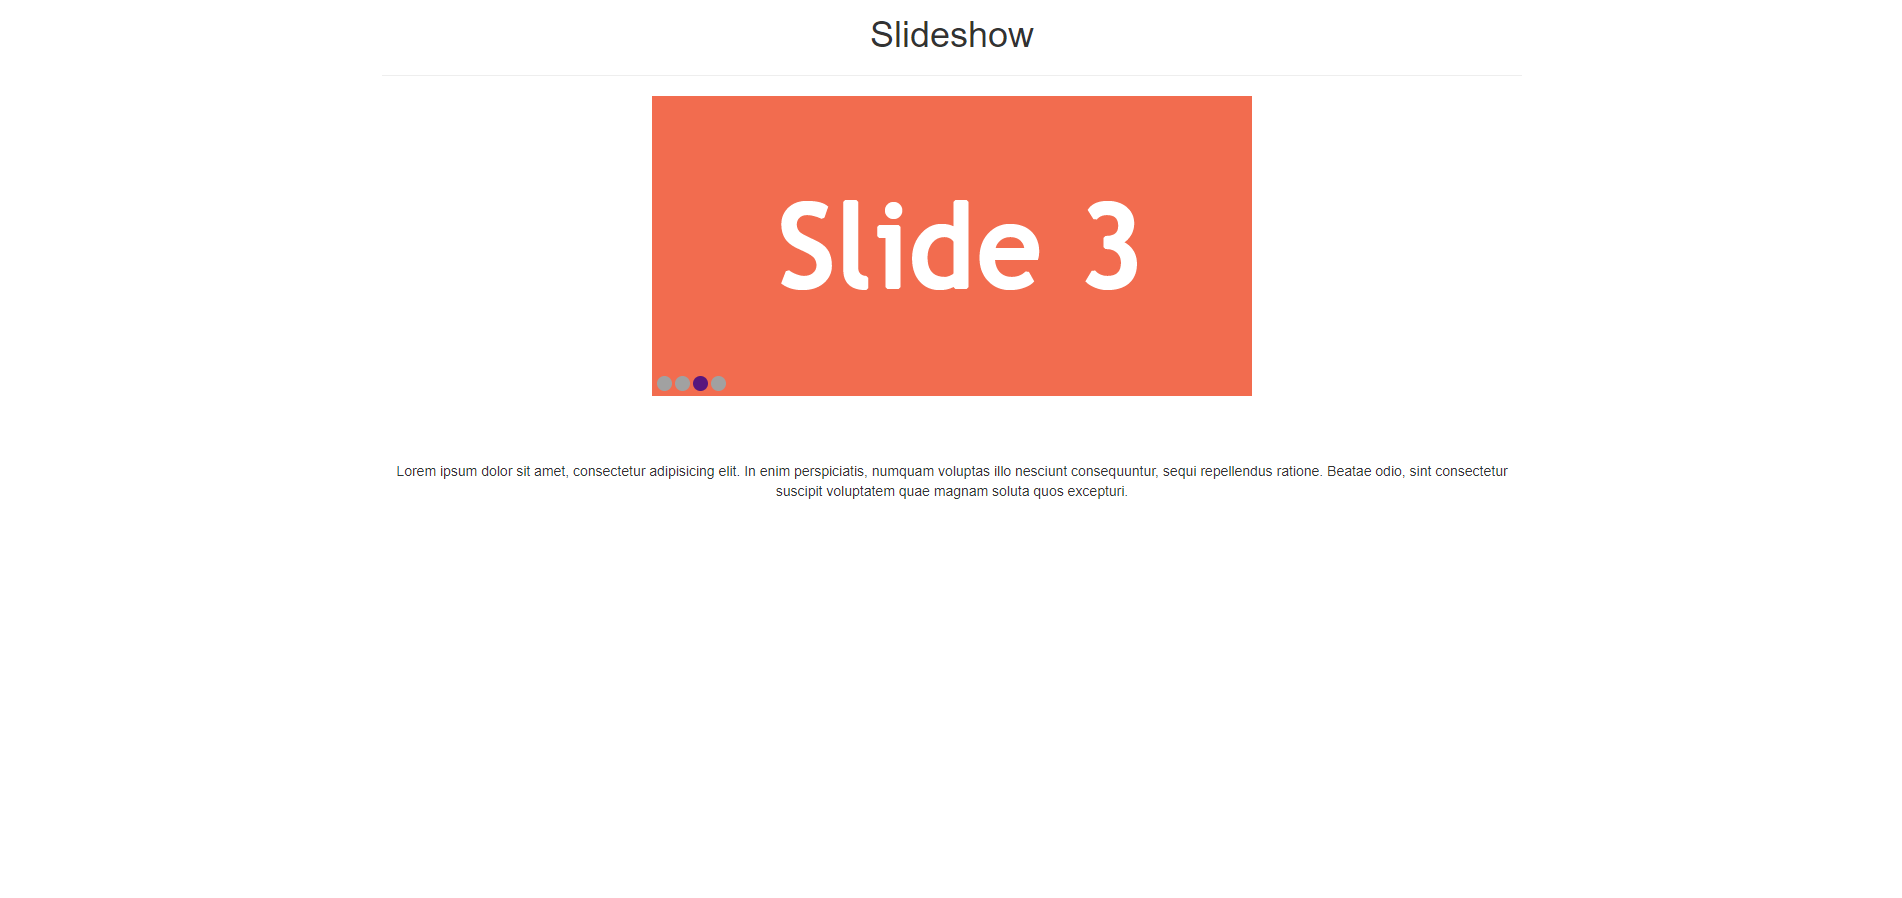 Slideshow
Slide 3
Lorem ipsum dolor sit amet, consectetur adipisicing elit. In enim perspiciatis, numquam voluptas illo nesciunt consequuntur, sequi repellendus ratione. Beatae odio, sint consectetur
suscipit voluptatem quae magnam soluta quos excepturi.